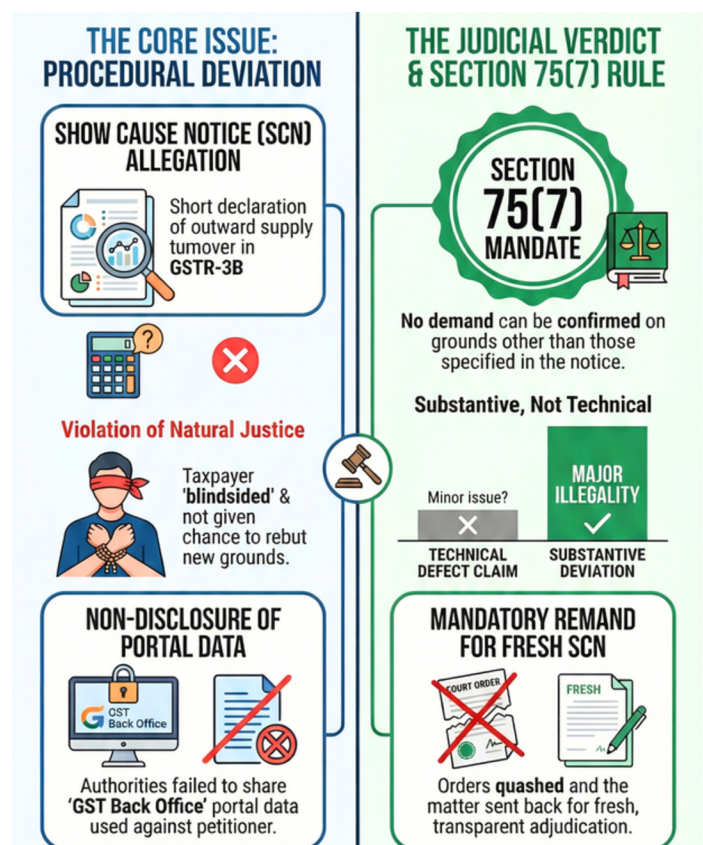 THE CORE ISSUE:
PROCEDURAL DEVIATION
SHOW CAUSE NOTICE (SCN)
ALLEGATION
Short declaration
of outward supply
tumover in
GSTR-3B
?
Violation of Natural Justice
Taxpayer
'blindsided' &
not given
chance to rebut
new grounds.
NON-DISCLOSURE OF
PORTAL DATA
GST
Back Office
Authorities failed to share
'GST Back Office' portal data
used against petitioner.
THE JUDICIAL VERDICT
& SECTION 75(7) RULE
SECTION
75(7)
MANDATE
No demand can be confirmed on
grounds other than those
specified in the notice.
Substantive, Not Technical
Minor issue?
MAJOR
ILLEGALITY
TECHNICAL
DEFECT CLAIM
SUBSTANTIVE
DEVIATION
MANDATORY REMAND
FOR FRESH SCN
COURT ORDER
FRESH
Orders quashed and the
matter sent back for fresh,
transparent adjudication.